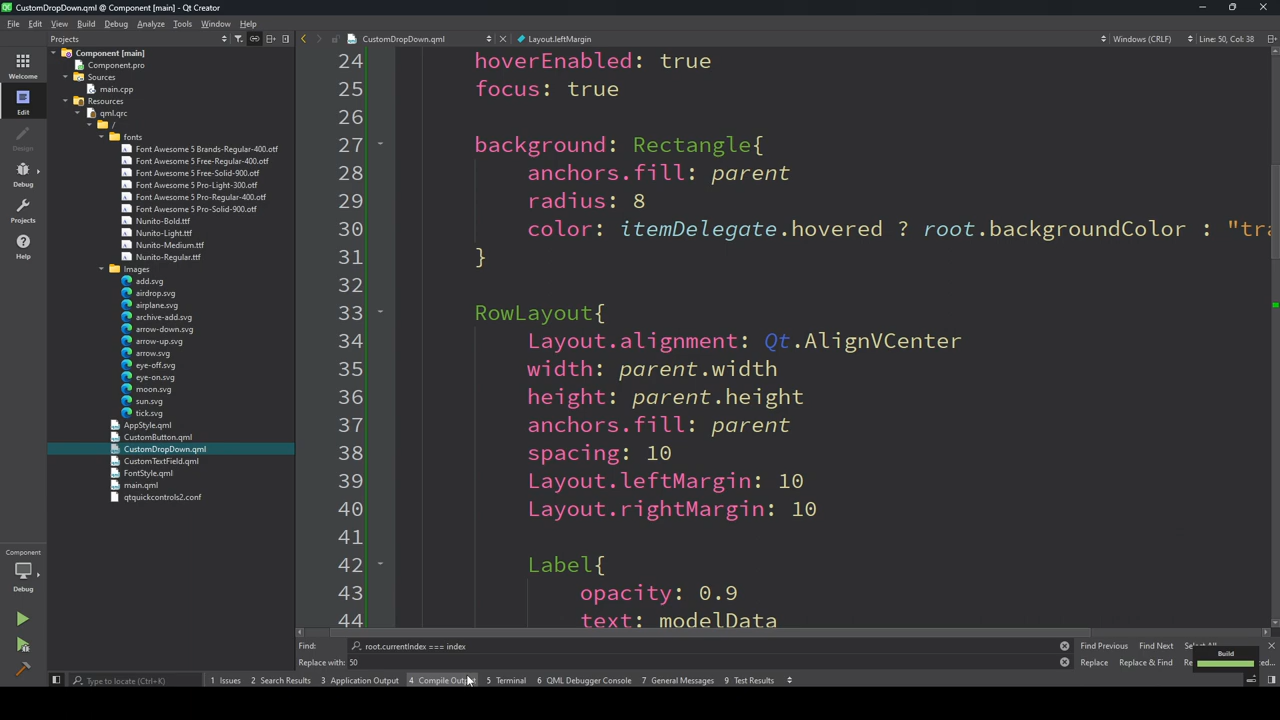 CustomDropDown.qml @ Component [main] - Qt Creator
File Edit View Build Debug Analyze Tools Window Help
Projects
CustomDropDown.qml
Layout.leftMargin
Windows (CRLF)
Line: 50, Col: 38
Welcome
Edit
Design
Debug
Projects
Help
Component
Debug
Component [main]
Component.pro
Sources
main.cpp
Resources
qml.qrc
/
fonts
Font Awesome 5 Brands-Regular-400.otf
Font Awesome 5 Free-Regular-400.otf
Font Awesome 5 Free-Solid-900.otf
Font Awesome 5 Pro-Light-300.otf
Font Awesome 5 Pro-Regular-400.otf
Font Awesome 5 Pro-Solid-900.otf
Nunito-Bold.ttf
Nunito-Light.ttf
Nunito-Medium.ttf
Nunito-Regular.ttf
Images
add.svg
airdrop.svg
airplane.svg
archive-add.svg
arrow-down.svg
arrow-up.svg
arrow.svg
eye-off.svg
eye-on.svg
moon.svg
sun.svg
tick.svg
AppStyle.qml
CustomButton.qml
CustomDropDown.qml
CustomTextField.qml
FontStyle.qml
main.qml
qtquickcontrols2.conf
24 hoverEnabled: true
25 focus: true
26
27 background: Rectangle{
28 anchors.fill: parent
29 radius: 8
30 color: itemDelegate.hovered ? root.backgroundColor : "tra
31 }
32
33 RowLayout{
34 Layout.alignment: Qt.AlignVCenter
35 width: parent.width
36 height: parent.height
37 anchors.fill: parent
38 spacing: 10
39 Layout.leftMargin: 10
40 Layout.rightMargin: 10
41
42 Label{
43 opacity: 0.9
44 text: modelData
Find: root.currentIndex === index
Find Previous Find Next
Replace with: 50
Replace Replace & Find
Build
Type to locate (Ctrl+K)
1 Issues 2 Search Results 3 Application Output 4 Compile Output 5 Terminal 6 QML Debugger Console 7 General Messages 9 Test Results